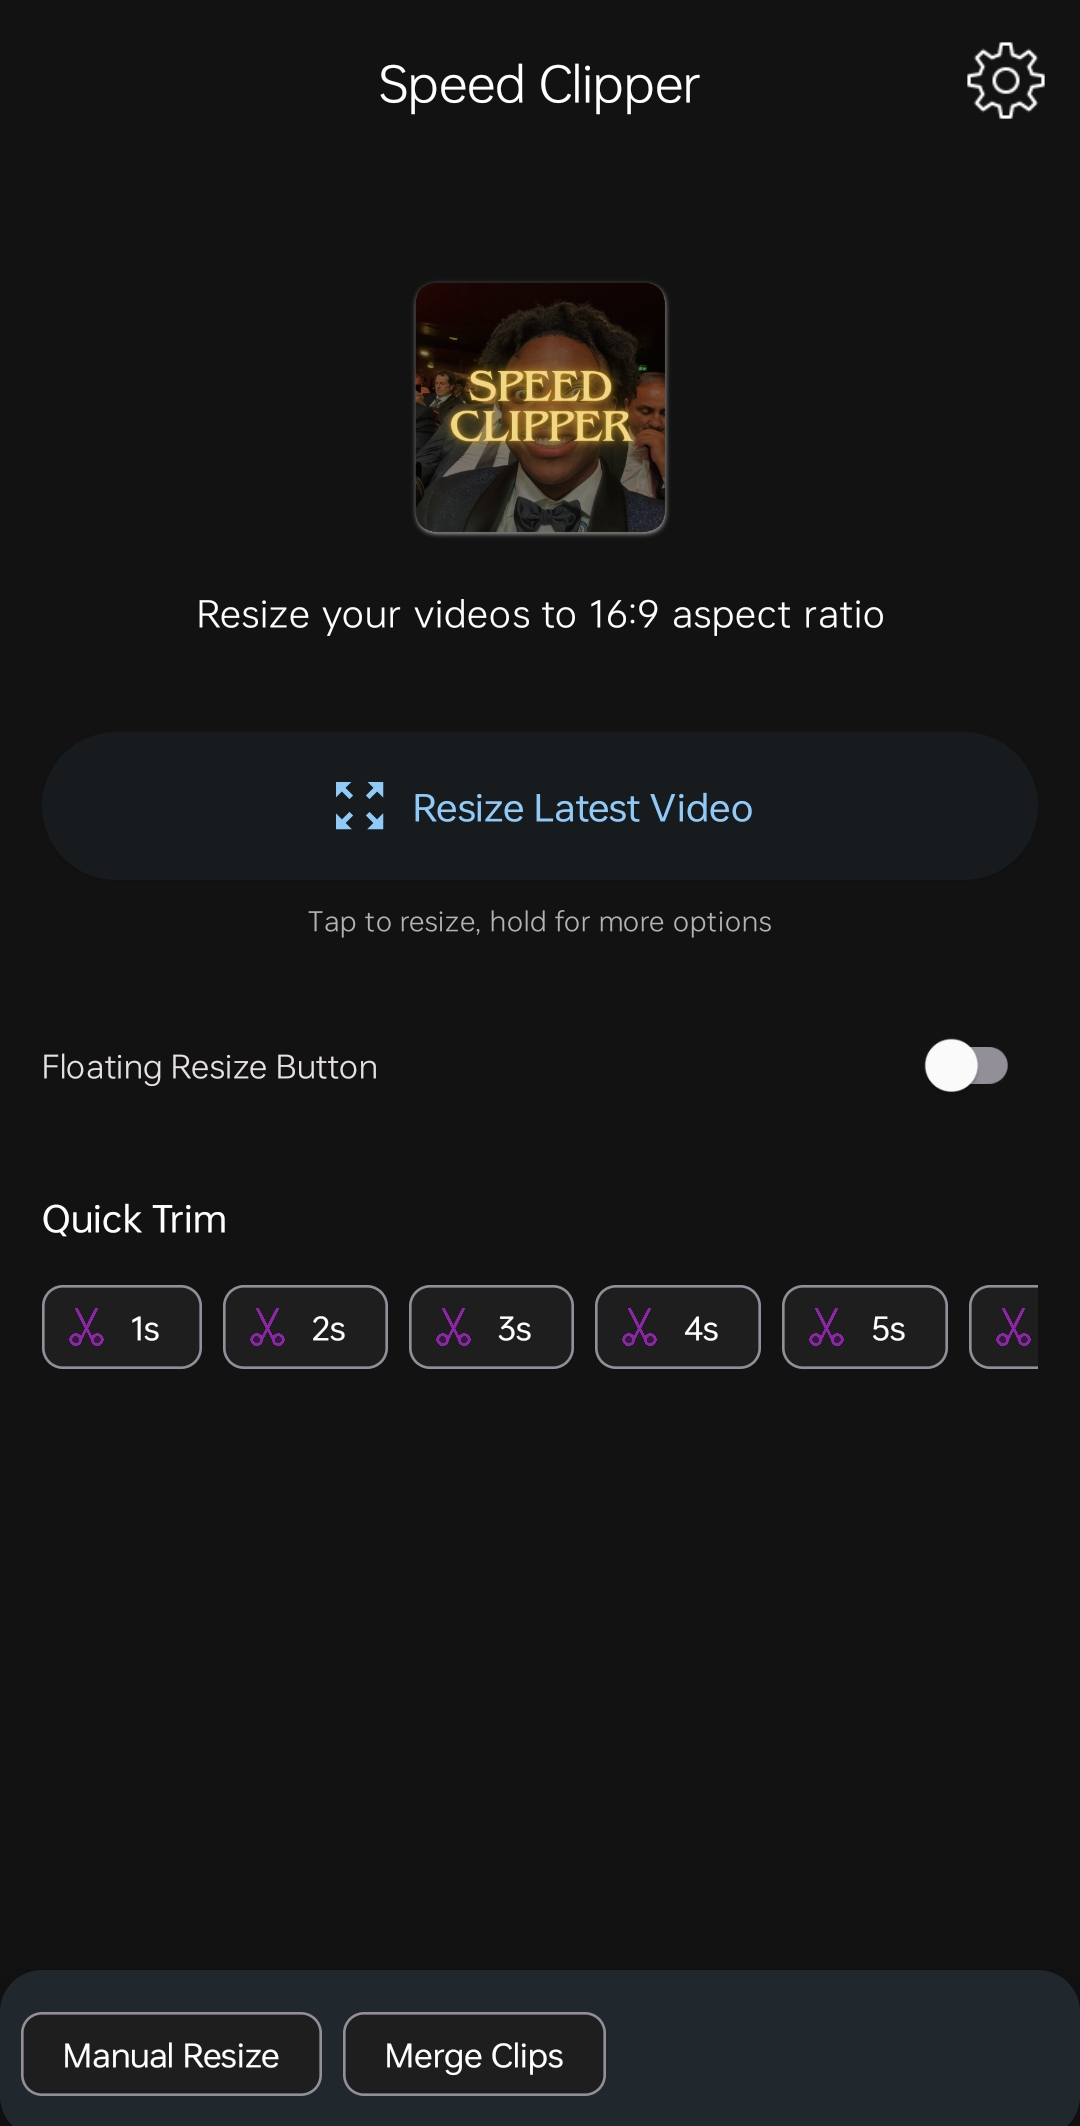 Speed Clipper
SPEED
CLIPPER
Resize your videos to 16:9 aspect ratio
Resize Latest Video
Tap to resize, hold for more options
Floating Resize Button
Quick Trim
1s 2s 3s 4s 5s
Manual Resize Merge Clips